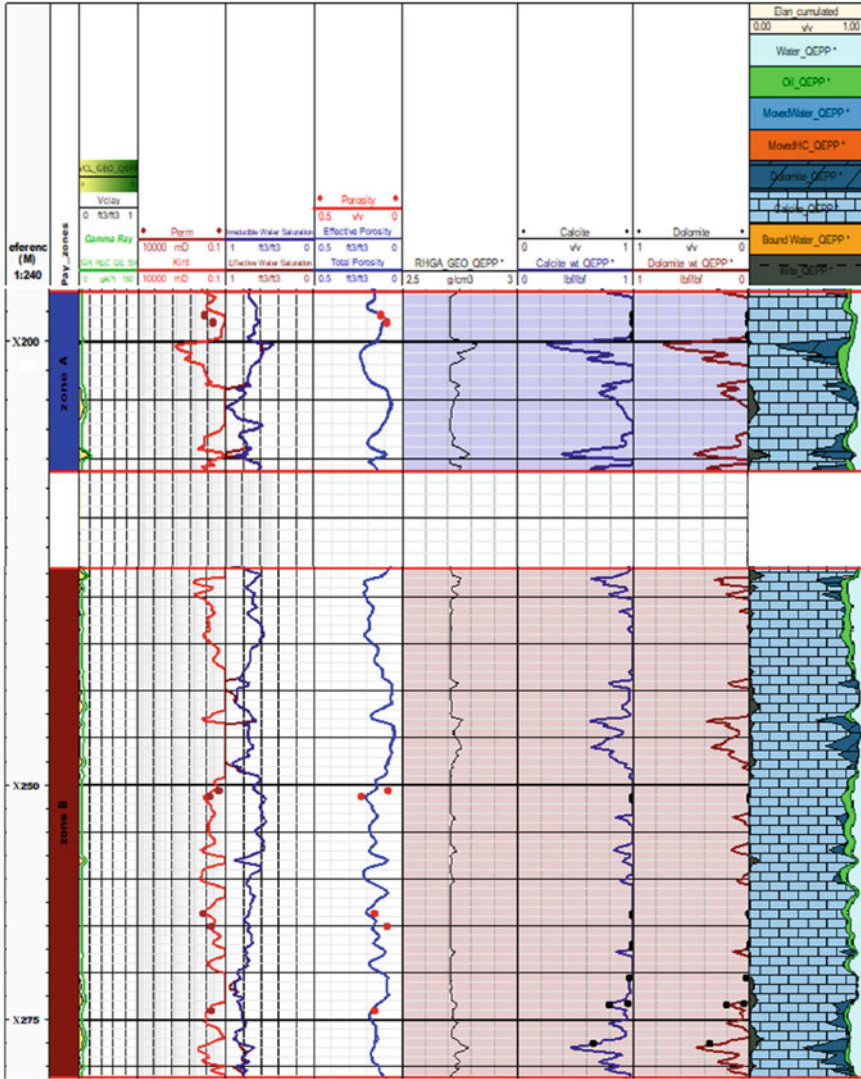 Elan_cumulated
0.00 v/v 1.00
Water_QEPP *
Oil_QEPP *
MovedWater_QEPP *
MovedHC_QEPP *
Dolomite_QEPP *
Calcite_QEPP *
Bound Water_QEPP *
Illite_QEPP *
eferenc
(M)
1:240
Pay_zones
VCL_GEO_QEPP
Vclay
0 ft3/ft3 1
Gamma Ray
Perm
10000 mD 0.1
Kint
10000 mD 0.1
Irreducible Water Saturation
1 ft3/ft3 0
Effective Water Saturation
1 ft3/ft3 0
Porosity
0.5 v/v 0
Effective Porosity
0.5 ft3/ft3 0
Total Porosity
0.5 ft3/ft3 0
RHGA_GEO_QEPP *
2.5 g/cm3 3
Calcite
0 v/v 1
Calcite wt_QEPP *
0 lbf/lbf 1
Dolomite
1 v/v 0
Dolomite wt_QEPP *
1 lbf/lbf 0
X200
zone A
X250
zone B
X275